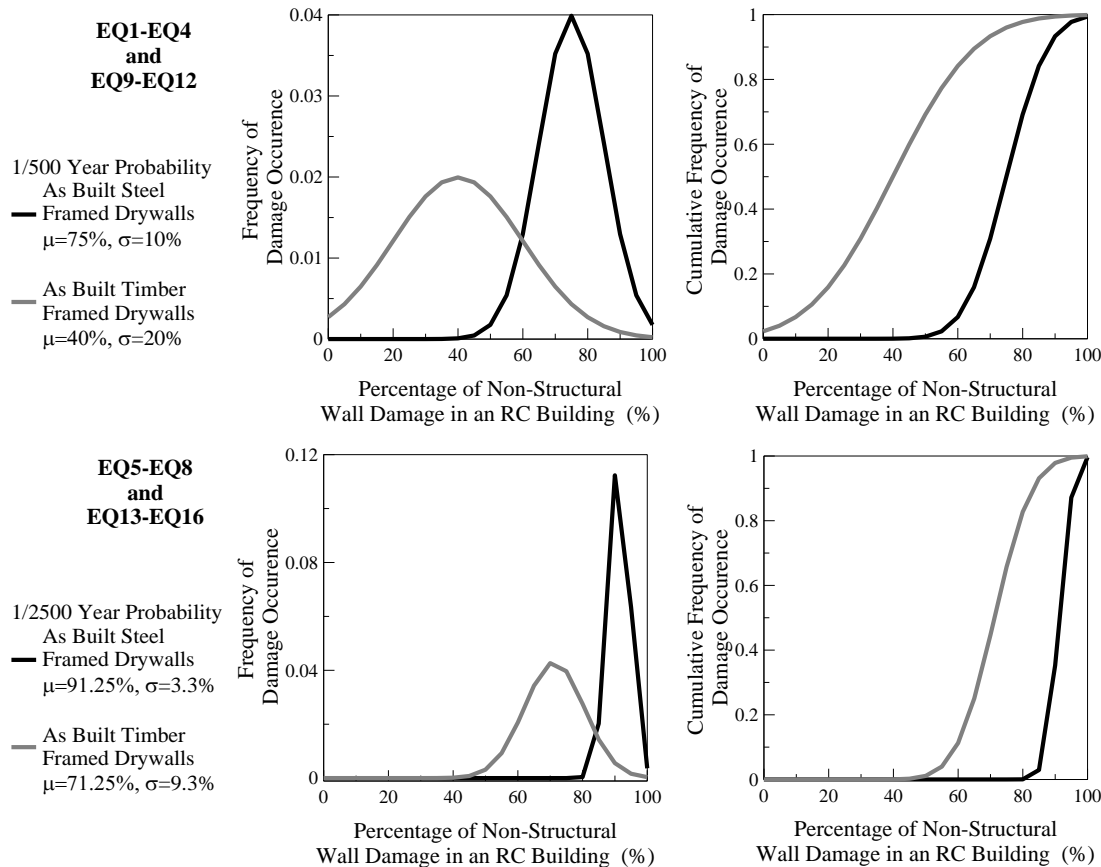 EQ1-EQ4
and
EQ9-EQ12
1/500 Year Probability
As Built Steel
Framed Drywalls
μ=75%, σ=10%
As Built Timber
Framed Drywalls
μ=40%, σ=20%
Frequency of
Damage Occurence
0.04
0.03
0.02
0.01
0
0 20 40 60 80 100
Percentage of Non-Structural
Wall Damage in an RC Building (%)
Cumulative Frequency of
Damage Occurence
1
0.8
0.6
0.4
0.2
0
0 20 40 60 80 100
Percentage of Non-Structural
Wall Damage in an RC Building (%)
EQ5-EQ8
and
EQ13-EQ16
1/2500 Year Probability
As Built Steel
Framed Drywalls
μ=91.25%, σ=3.3%
As Built Timber
Framed Drywalls
μ=71.25%, σ=9.3%
Frequency of
Damage Occurence
0.12
0.08
0.04
0
0 20 40 60 80 100
Percentage of Non-Structural
Wall Damage in an RC Building (%)
Cumulative Frequency of
Damage Occurence
1
0.8
0.6
0.4
0.2
0
0 20 40 60 80 100
Percentage of Non-Structural
Wall Damage in an RC Building (%)